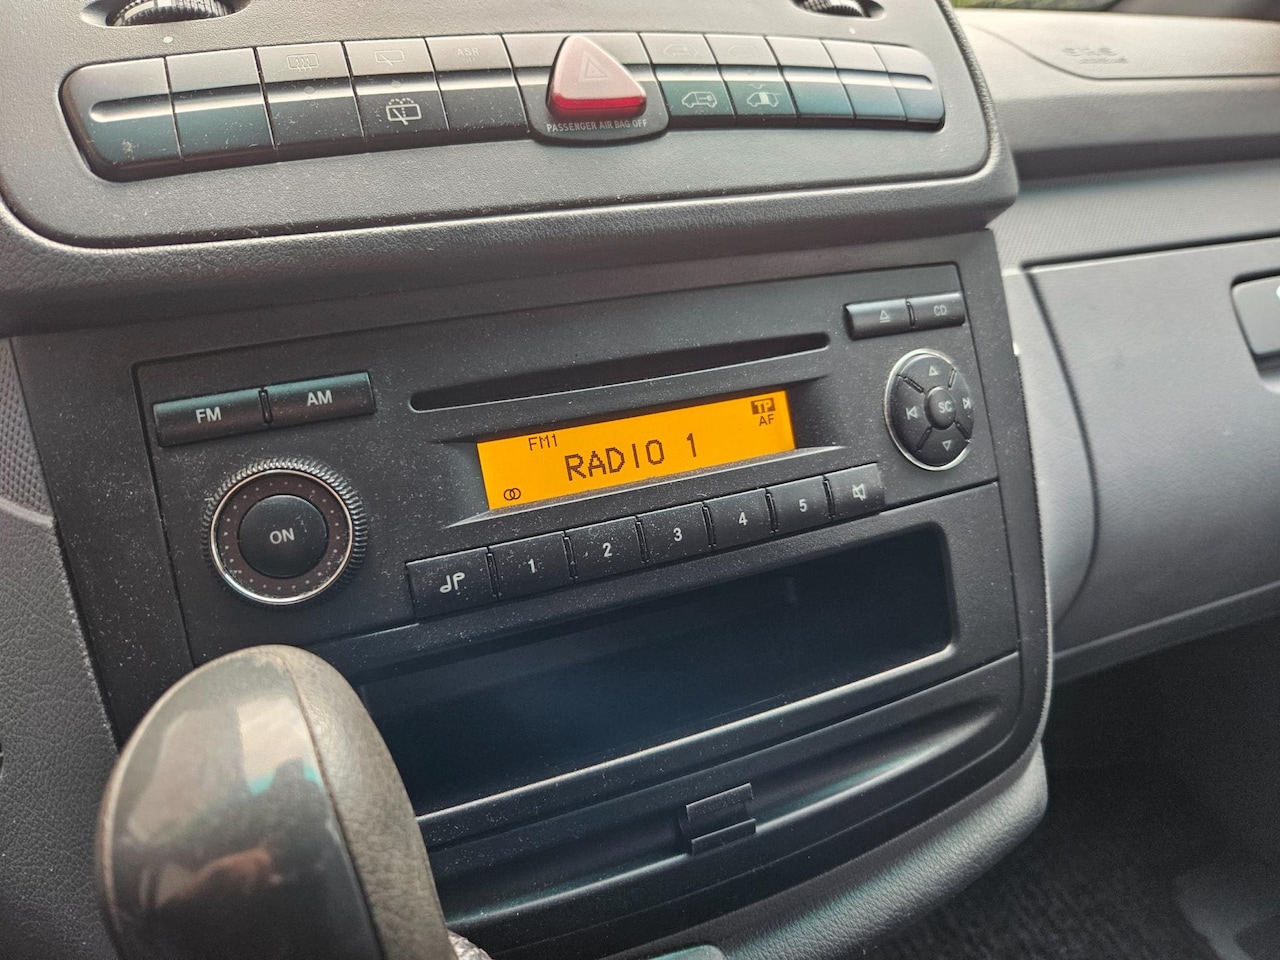 ASR
PASSENGER AIR BAG OFF
CD
FM
AM
FM1
TP
AF
RADIO 1
SC
ON
1
2
3
4
5